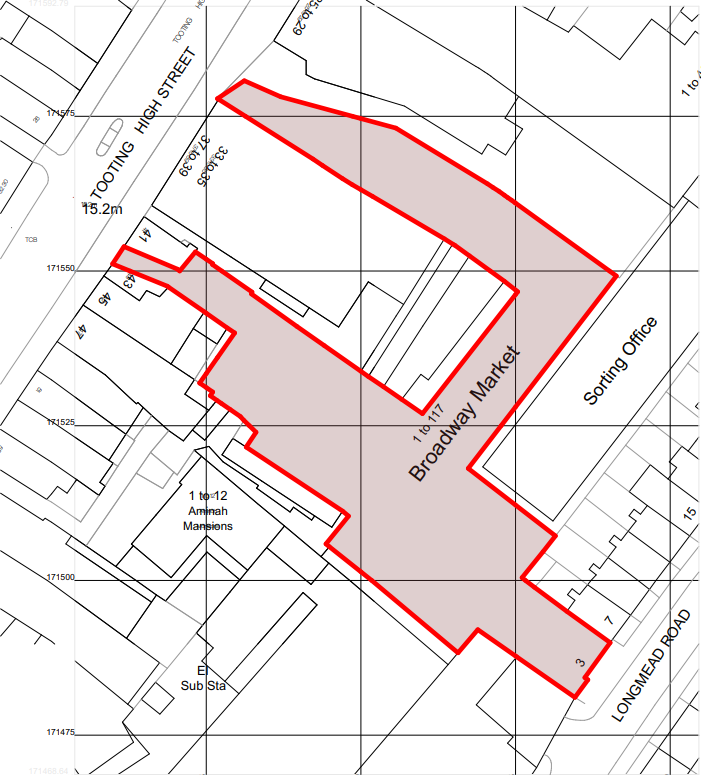 171592.75
TOOTING
HIG
25 to 29
TOOTING HIGH STREET
171575
1 to
37 to 39
33 to 35
15.2m
41
TCB
171550
43
45
47
Sorting Office
Broadway Market
1 to 117
171525
1 to 12
Aminah
Mansions
15
171500
7
3
LONGMEAD ROAD
El
Sub Sta
171475